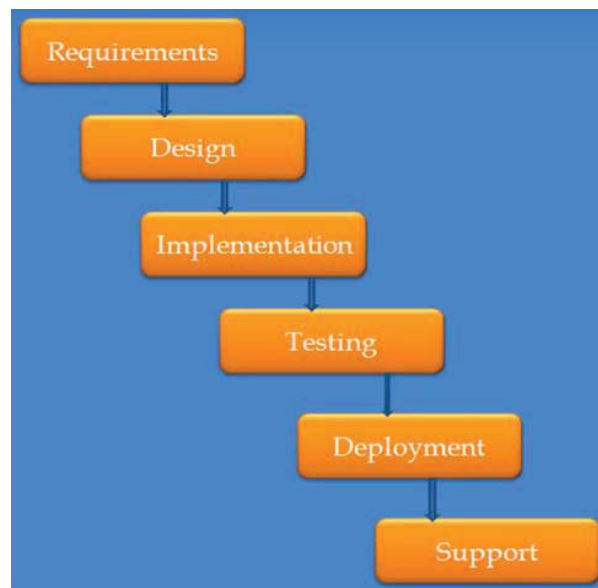 Requirements
Design
Implementation
Testing
Deployment
Support